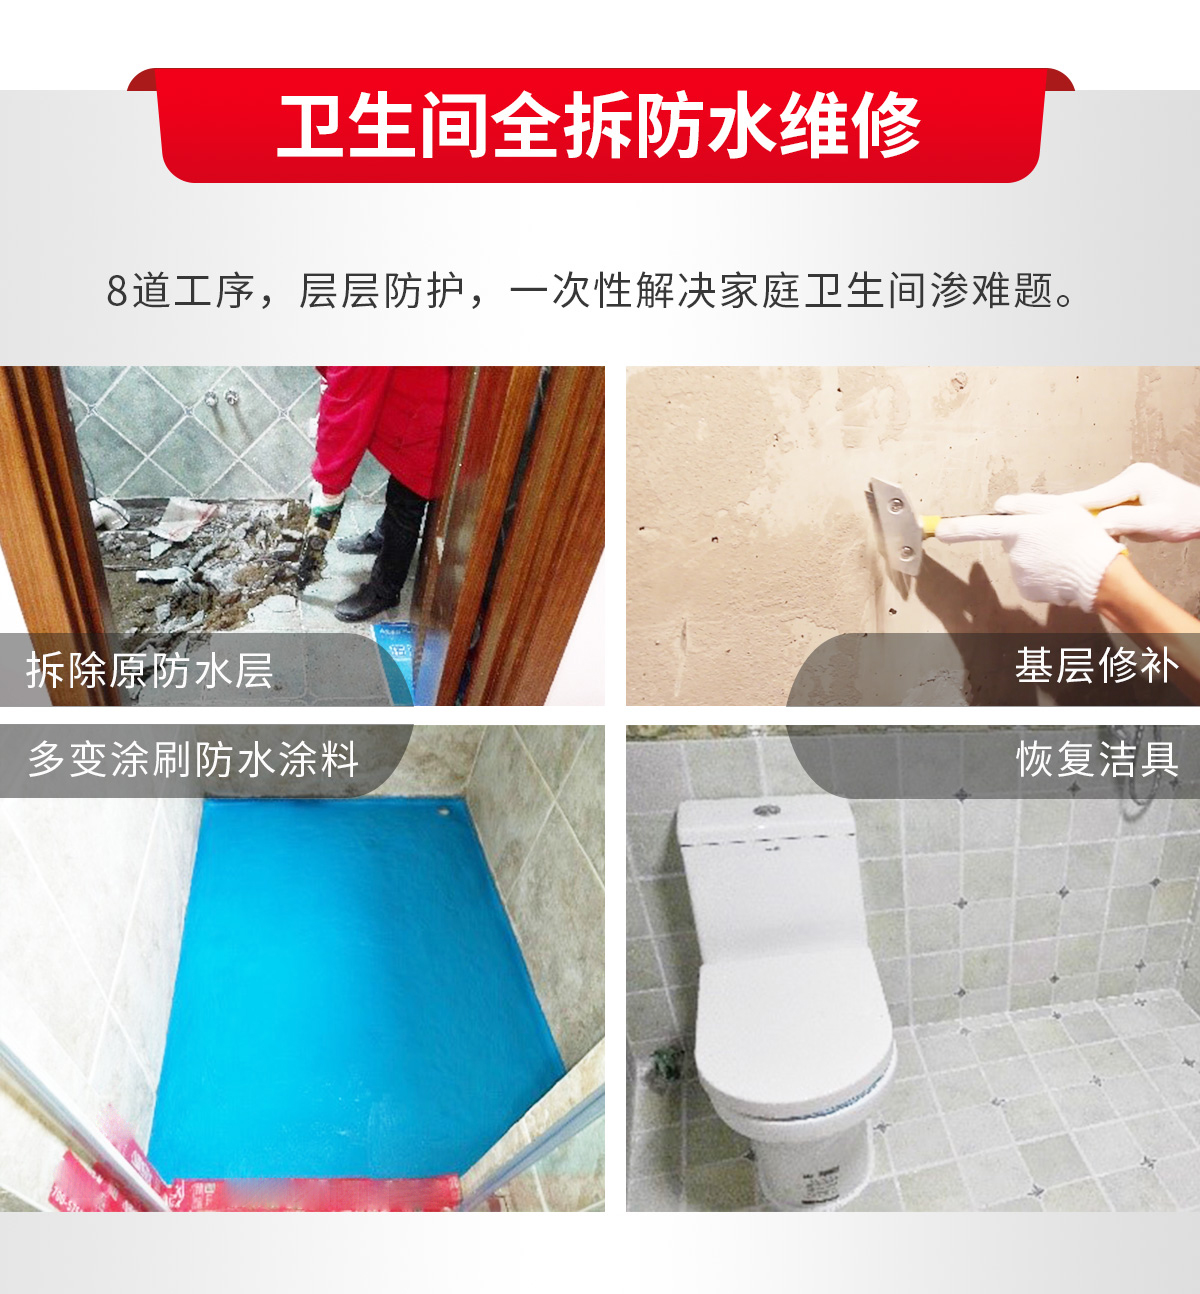 卫生间全拆防水维修
8道工序，层层防护，一次性解决家庭卫生间渗难题。
拆除原防水层
基层修补
多变涂刷防水涂料
恢复洁具